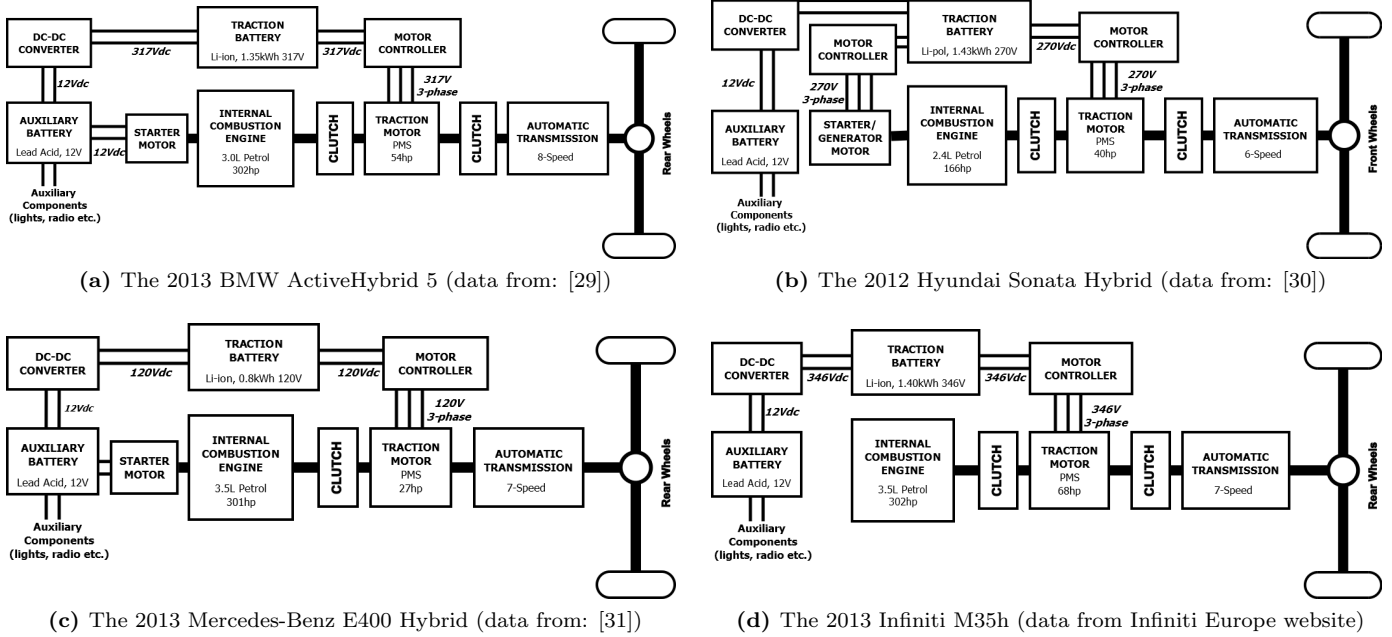 DC-DC
CONVERTER
317Vdc
TRACTION
BATTERY
Li-ion, 1.35kWh 317V
317Vdc
MOTOR
CONTROLLER
12Vdc
317V
3-phase
AUXILIARY
BATTERY
Lead Acid, 12V
12Vdc
STARTER
MOTOR
INTERNAL
COMBUSTION
ENGINE
3.0L Petrol
302hp
CLUTCH
TRACTION
MOTOR
PMS
54hp
CLUTCH
AUTOMATIC
TRANSMISSION
8-Speed
Rear Wheels
Auxiliary
Components
(lights, radio etc.)
(a) The 2013 BMW ActiveHybrid 5 (data from: [29])
DC-DC
CONVERTER
MOTOR
CONTROLLER
TRACTION
BATTERY
Li-pol, 1.43kWh 270V
270Vdc
MOTOR
CONTROLLER
12Vdc
270V
3-phase
270V
3-phase
AUXILIARY
BATTERY
Lead Acid, 12V
STARTER/
GENERATOR
MOTOR
INTERNAL
COMBUSTION
ENGINE
2.4L Petrol
166hp
CLUTCH
TRACTION
MOTOR
PMS
40hp
CLUTCH
AUTOMATIC
TRANSMISSION
6-Speed
Front Wheels
Auxiliary
Components
(lights, radio etc.)
(b) The 2012 Hyundai Sonata Hybrid (data from: [30])
DC-DC
CONVERTER
120Vdc
TRACTION
BATTERY
Li-ion, 0.8kWh 120V
120Vdc
MOTOR
CONTROLLER
12Vdc
120V
3-phase
AUXILIARY
BATTERY
Lead Acid, 12V
STARTER
MOTOR
INTERNAL
COMBUSTION
ENGINE
3.5L Petrol
301hp
CLUTCH
TRACTION
MOTOR
PMS
27hp
AUTOMATIC
TRANSMISSION
7-Speed
Rear Wheels
Auxiliary
Components
(lights, radio etc.)
(c) The 2013 Mercedes-Benz E400 Hybrid (data from: [31])
DC-DC
CONVERTER
346Vdc
TRACTION
BATTERY
Li-ion, 1.40kWh 346V
346Vdc
MOTOR
CONTROLLER
12Vdc
346V
3-phase
AUXILIARY
BATTERY
Lead Acid, 12V
INTERNAL
COMBUSTION
ENGINE
3.5L Petrol
302hp
CLUTCH
TRACTION
MOTOR
PMS
68hp
CLUTCH
AUTOMATIC
TRANSMISSION
7-Speed
Rear Wheels
Auxiliary
Components
(lights, radio etc.)
(d) The 2013 Infiniti M35h (data from Infiniti Europe website)